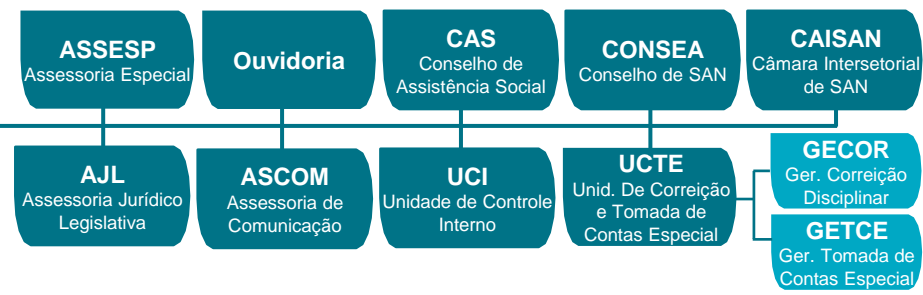 ASSESP
Assessoria Especial
Ouvidoria
CAS
Conselho de
Assistência Social
CONSEA
Conselho de SAN
CAISAN
Câmara Intersetorial
de SAN
AJL
Assessoria Jurídico
Legislativa
ASCOM
Assessoria de
Comunicação
UCI
Unidade de Controle
Interno
UCTE
Unid. De Correição
e Tomada de
Contas Especial
GECOR
Ger. Correição
Disciplinar
GETCE
Ger. Tomada de
Contas Especial